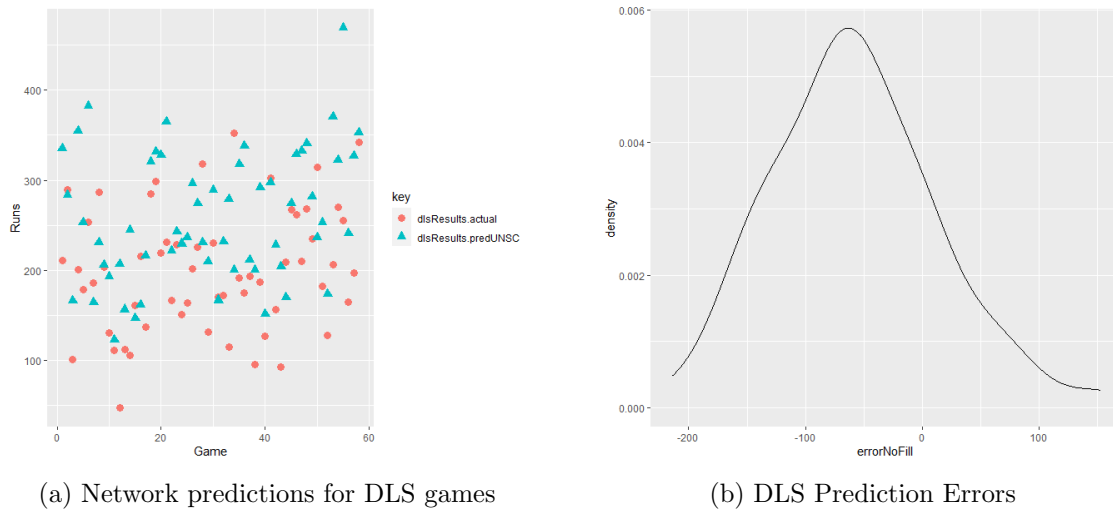 400
300
200
100
Runs
0
20
40
60
Game
key
dlsResults.actual
dlsResults.predUNSC
(a) Network predictions for DLS games
0.006
0.004
0.002
0.000
density
-200
-100
0
100
errorNoFill
(b) DLS Prediction Errors